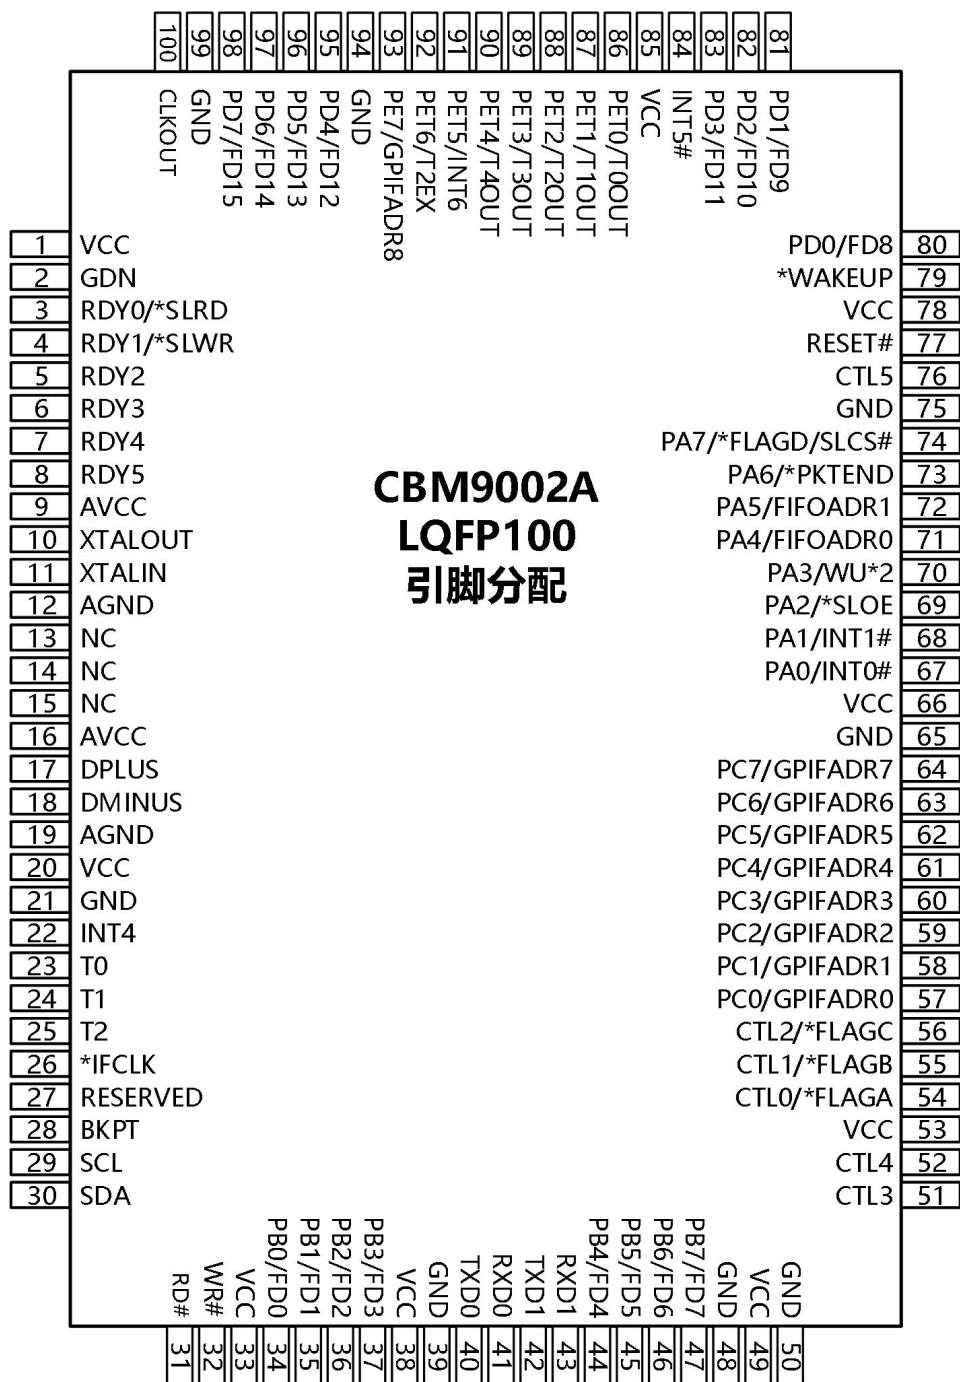 100 99 98 97 96 95 94 93 92 91 90 89 88 87 86 85 84 83 82 81
CLKOUT
GND
PD7/FD15
PD6/FD14
PD5/FD13
PD4/FD12
GND
PE7/GPIFADR8
PET6/T2EX
PET5/INT6
PET4/T4OUT
PET3/T3OUT
PET2/T2OUT
PET1/T1OUT
PET0/T0OUT
VCC
INT5#
PD3/FD11
PD2/FD10
PD1/FD9
1 VCC
2 GDN
3 RDY0/*SLRD
4 RDY1/*SLWR
5 RDY2
6 RDY3
7 RDY4
8 RDY5
9 AVCC
10 XTALOUT
11 XTALIN
12 AGND
13 NC
14 NC
15 NC
16 AVCC
17 DPLUS
18 DMINUS
19 AGND
20 VCC
21 GND
22 INT4
23 T0
24 T1
25 T2
26 *IFCLK
27 RESERVED
28 BKPT
29 SCL
30 SDA
CBM9002A
LQFP100
引脚分配
PD0/FD8 80
*WAKEUP 79
VCC 78
RESET# 77
CTL5 76
GND 75
PA7/*FLAGD/SLCS# 74
PA6/*PKTEND 73
PA5/FIFOADR1 72
PA4/FIFOADR0 71
PA3/WU*2 70
PA2/*SLOE 69
PA1/INT1# 68
PA0/INT0# 67
VCC 66
GND 65
PC7/GPIFADR7 64
PC6/GPIFADR6 63
PC5/GPIFADR5 62
PC4/GPIFADR4 61
PC3/GPIFADR3 60
PC2/GPIFADR2 59
PC1/GPIFADR1 58
PC0/GPIFADR0 57
CTL2/*FLAGC 56
CTL1/*FLAGB 55
CTL0/*FLAGA 54
VCC 53
CTL4 52
CTL3 51
RD#
WR#
VCC
PB0/FD0
PB1/FD1
PB2/FD2
PB3/FD3
VCC
GND
TXD0
RXD0
TXD1
RXD1
PB4/FD4
PB5/FD5
PB6/FD6
PB7/FD7
GND
VCC
GND
31 32 33 34 35 36 37 38 39 40 41 42 43 44 45 46 47 48 49 50